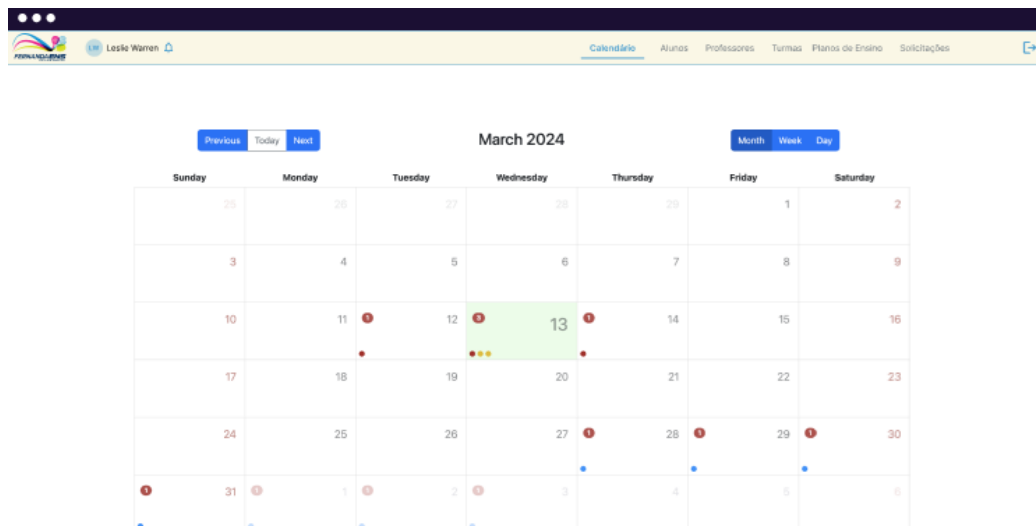 LW Leslie Warren Calendário Alunos Professores Turmas Planos de Ensino Solicitações
Previous Today Next March 2024 Month Week Day
Sunday Monday Tuesday Wednesday Thursday Friday Saturday
25 26 27 28 29 1 2
3 4 5 6 7 8 9
10 11 1 12 3 13 1 14 15 16
17 18 19 20 21 22 23
24 25 26 27 1 28 1 29 1 30
1 31 1 1 1 2 1 3 4 5 6